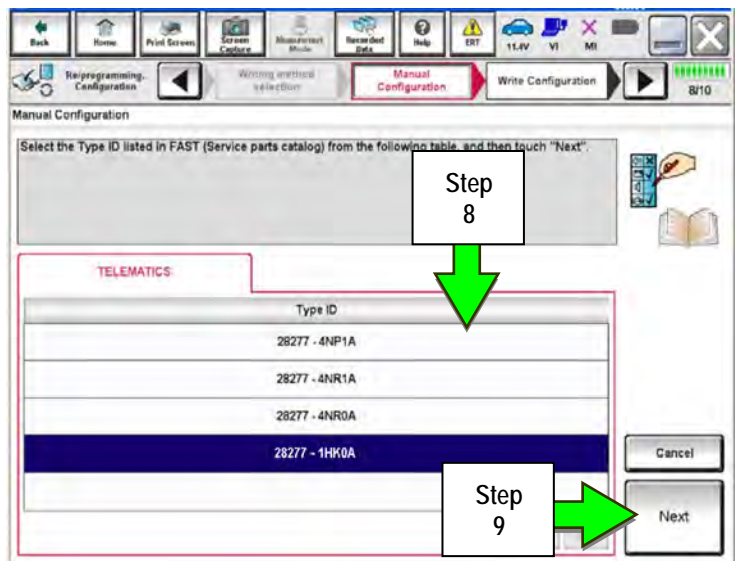 Back
Home
Print Screen
Screen
Capture
Measurement
Mode
Recorded
Data
Help
ERT
11.4V
VI
MI
Re/programming,
Configuration
Writing method
selection
Manual
Configuration
Write Configuration
8/10
Manual Configuration
Select the Type ID listed in FAST (Service parts catalog) from the following table, and then touch "Next".
Step
8
TELEMATICS
Type ID
28277 - 4NP1A
28277 - 4NR1A
28277 - 4NR0A
28277 - 1HK0A
Cancel
Step
9
Next